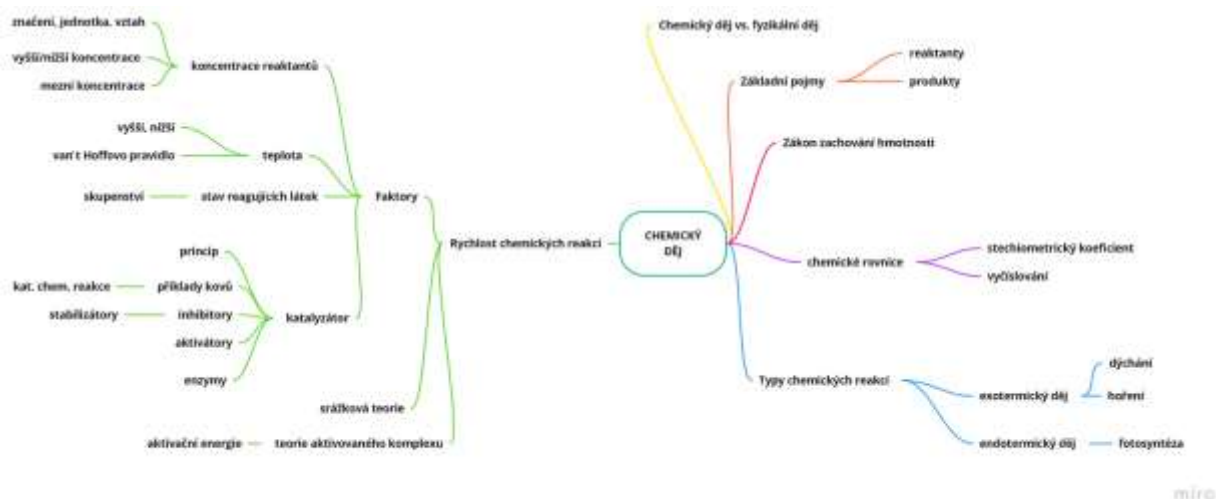 značení, jednotka, vztah
vyšší/nižší koncentrace
mezní koncentrace
koncentrace reaktantů
vyšší, nižší
van't Hoffovo pravidlo
teplota
skupenství
stav reagujících látek
Faktory
princip
kat. chem. reakce
příklady kovů
stabilizátory
inhibitory
aktivátory
enzymy
katalyzátor
Rychlost chemických reakcí
srážková teorie
aktivační energie
teorie aktivovaného komplexu
CHEMICKÝ
DĚJ
Chemický děj vs. fyzikální děj
Základní pojmy
reaktanty
produkty
Zákon zachování hmotnosti
chemické rovnice
stechiometrický koeficient
vyčíslování
Typy chemických reakcí
exotermický děj
dýchání
hoření
endotermický děj
fotosyntéza
miro